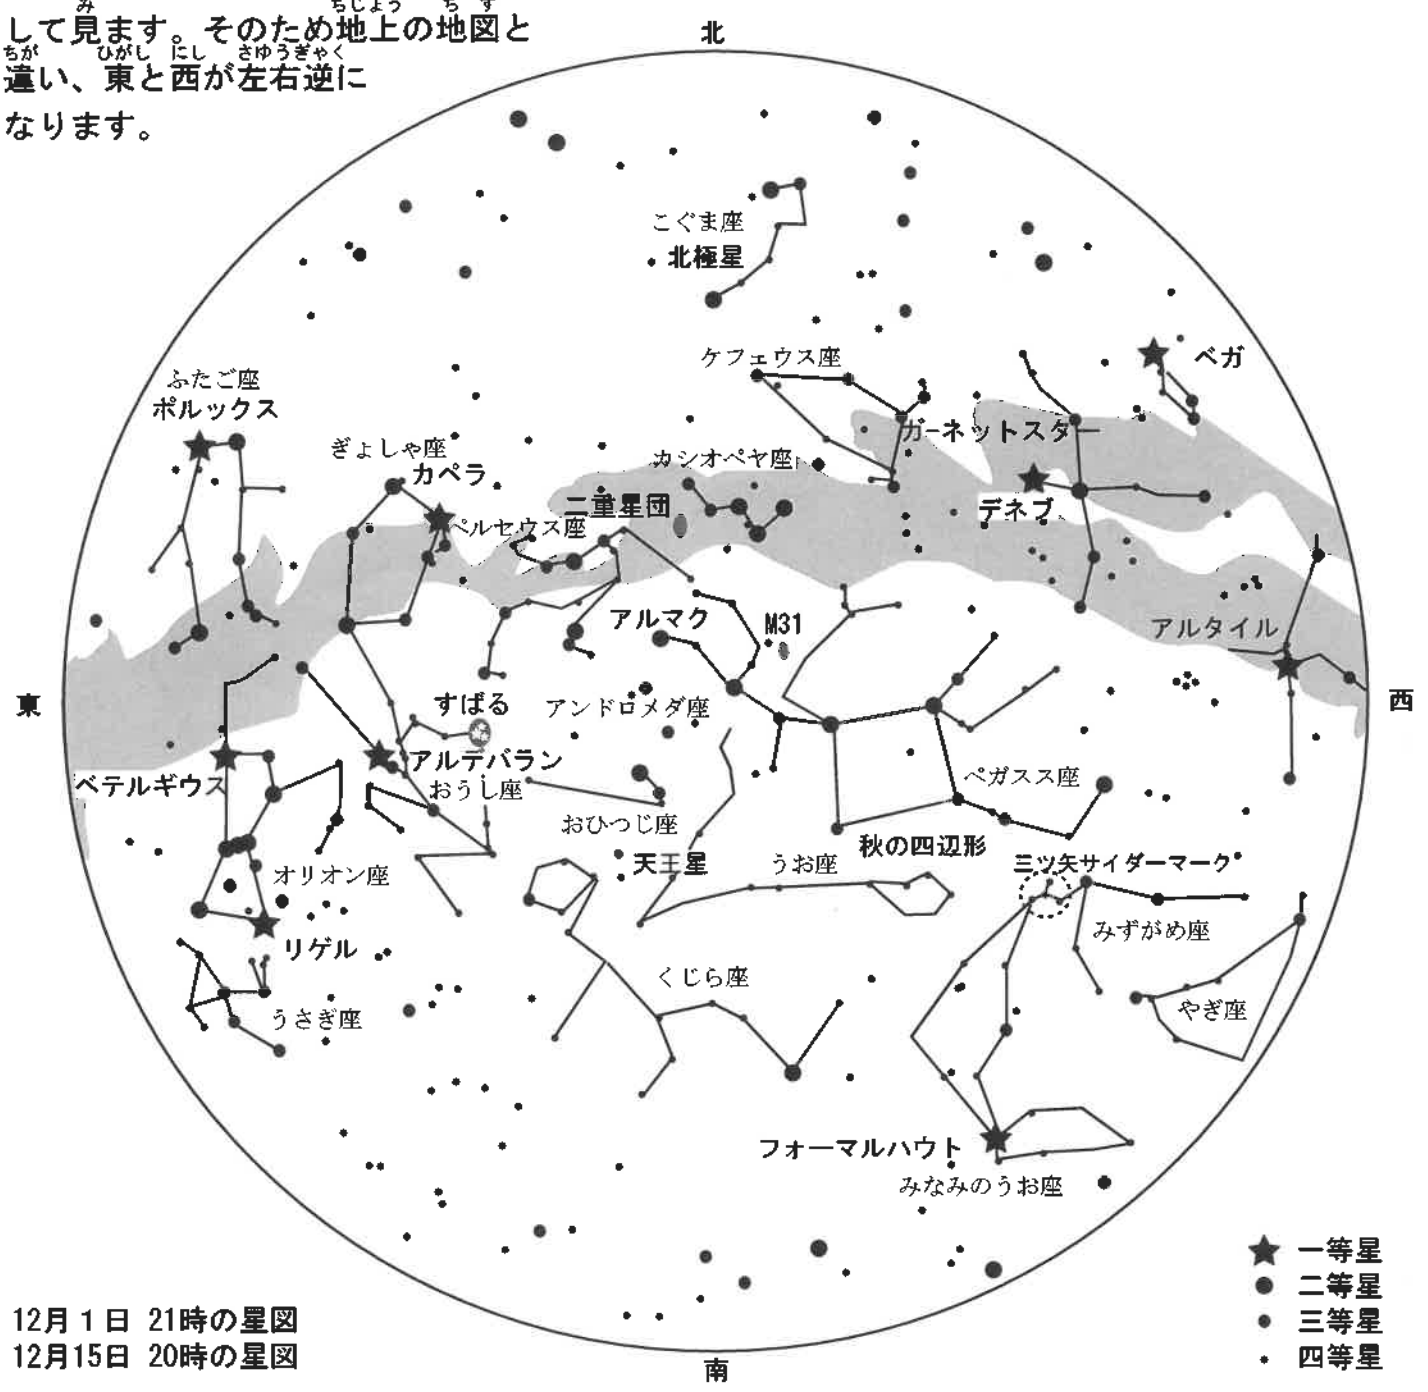 して見ます。そのため地上の地図と
違い、東と西が左右逆に
なります。
北
こぐま座
北極星
ケフェウス座
ベガ
ふたご座
ポルックス
ガーネットスター
ぎょしゃ座
カペラ
カシオペヤ座
二重星団
デネブ
ペルセウス座
アルマク
M31
アルタイル
東
西
すばる
アンドロメダ座
アルデバラン
ベテルギウス
おうし座
ペガスス座
おひつじ座
秋の四辺形
天王星
うお座
三ツ矢サイダーマーク
オリオン座
みずがめ座
リゲル
くじら座
うさぎ座
やぎ座
フォーマルハウト
みなみのうお座
一等星
二等星
三等星
四等星
12月1日 21時の星図
12月15日 20時の星図
南